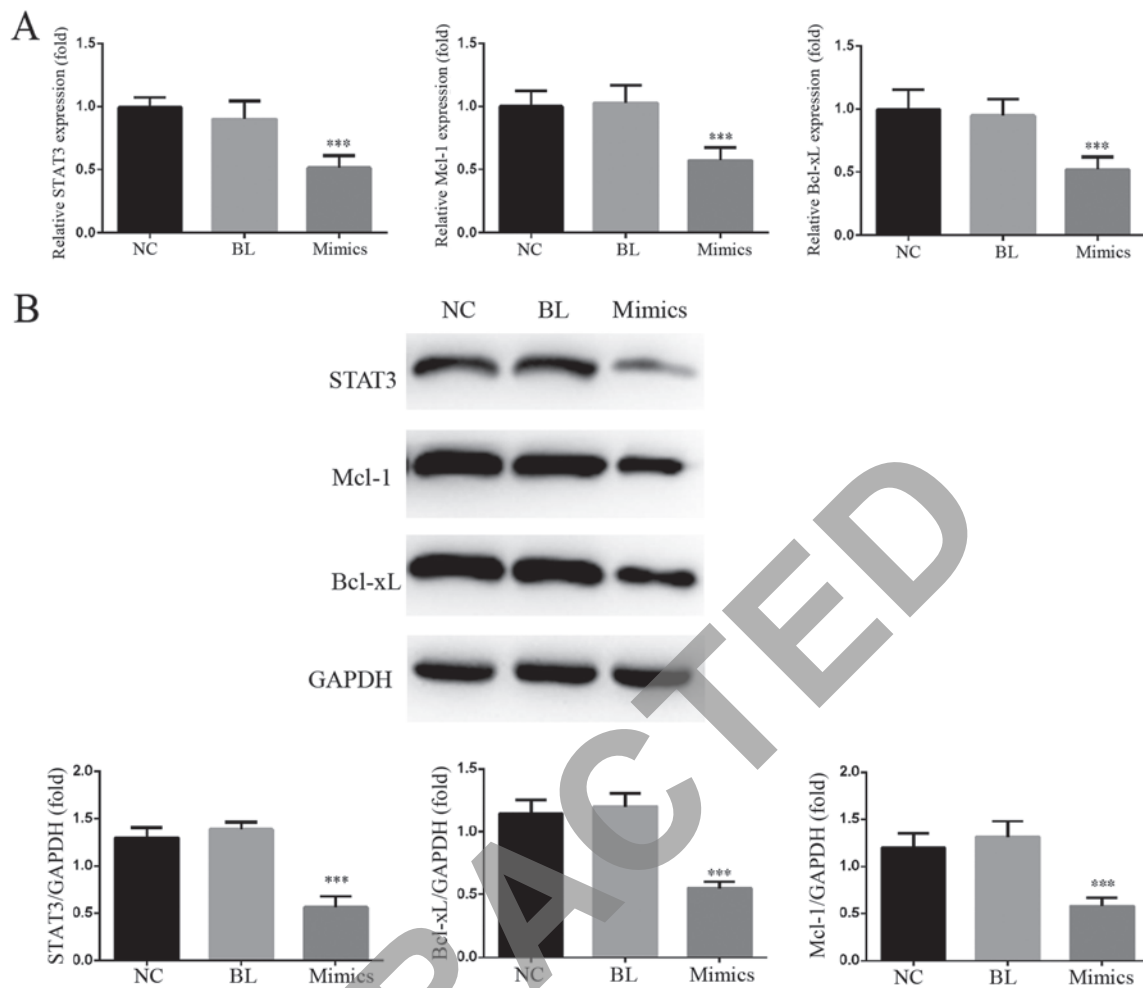 A
Relative STAT3 expression (fold)
1.5
1.0
0.5
0.0
***
NC BL Mimics
Relative Mcl-1 expression (fold)
1.5
1.0
0.5
0.0
***
NC BL Mimics
Relative Bcl-xL expression (fold)
1.5
1.0
0.5
0.0
***
NC BL Mimics
B
NC BL Mimics
STAT3
Mcl-1
Bcl-xL
GAPDH
STAT3/GAPDH (fold)
2.0
1.5
1.0
0.5
0.0
***
NC BL Mimics
Bcl-xL/GAPDH (fold)
1.5
1.0
0.5
0.0
***
NC BL Mimics
Mcl-1/GAPDH (fold)
2.0
1.5
1.0
0.5
0.0
***
NC BL Mimics
RACTED